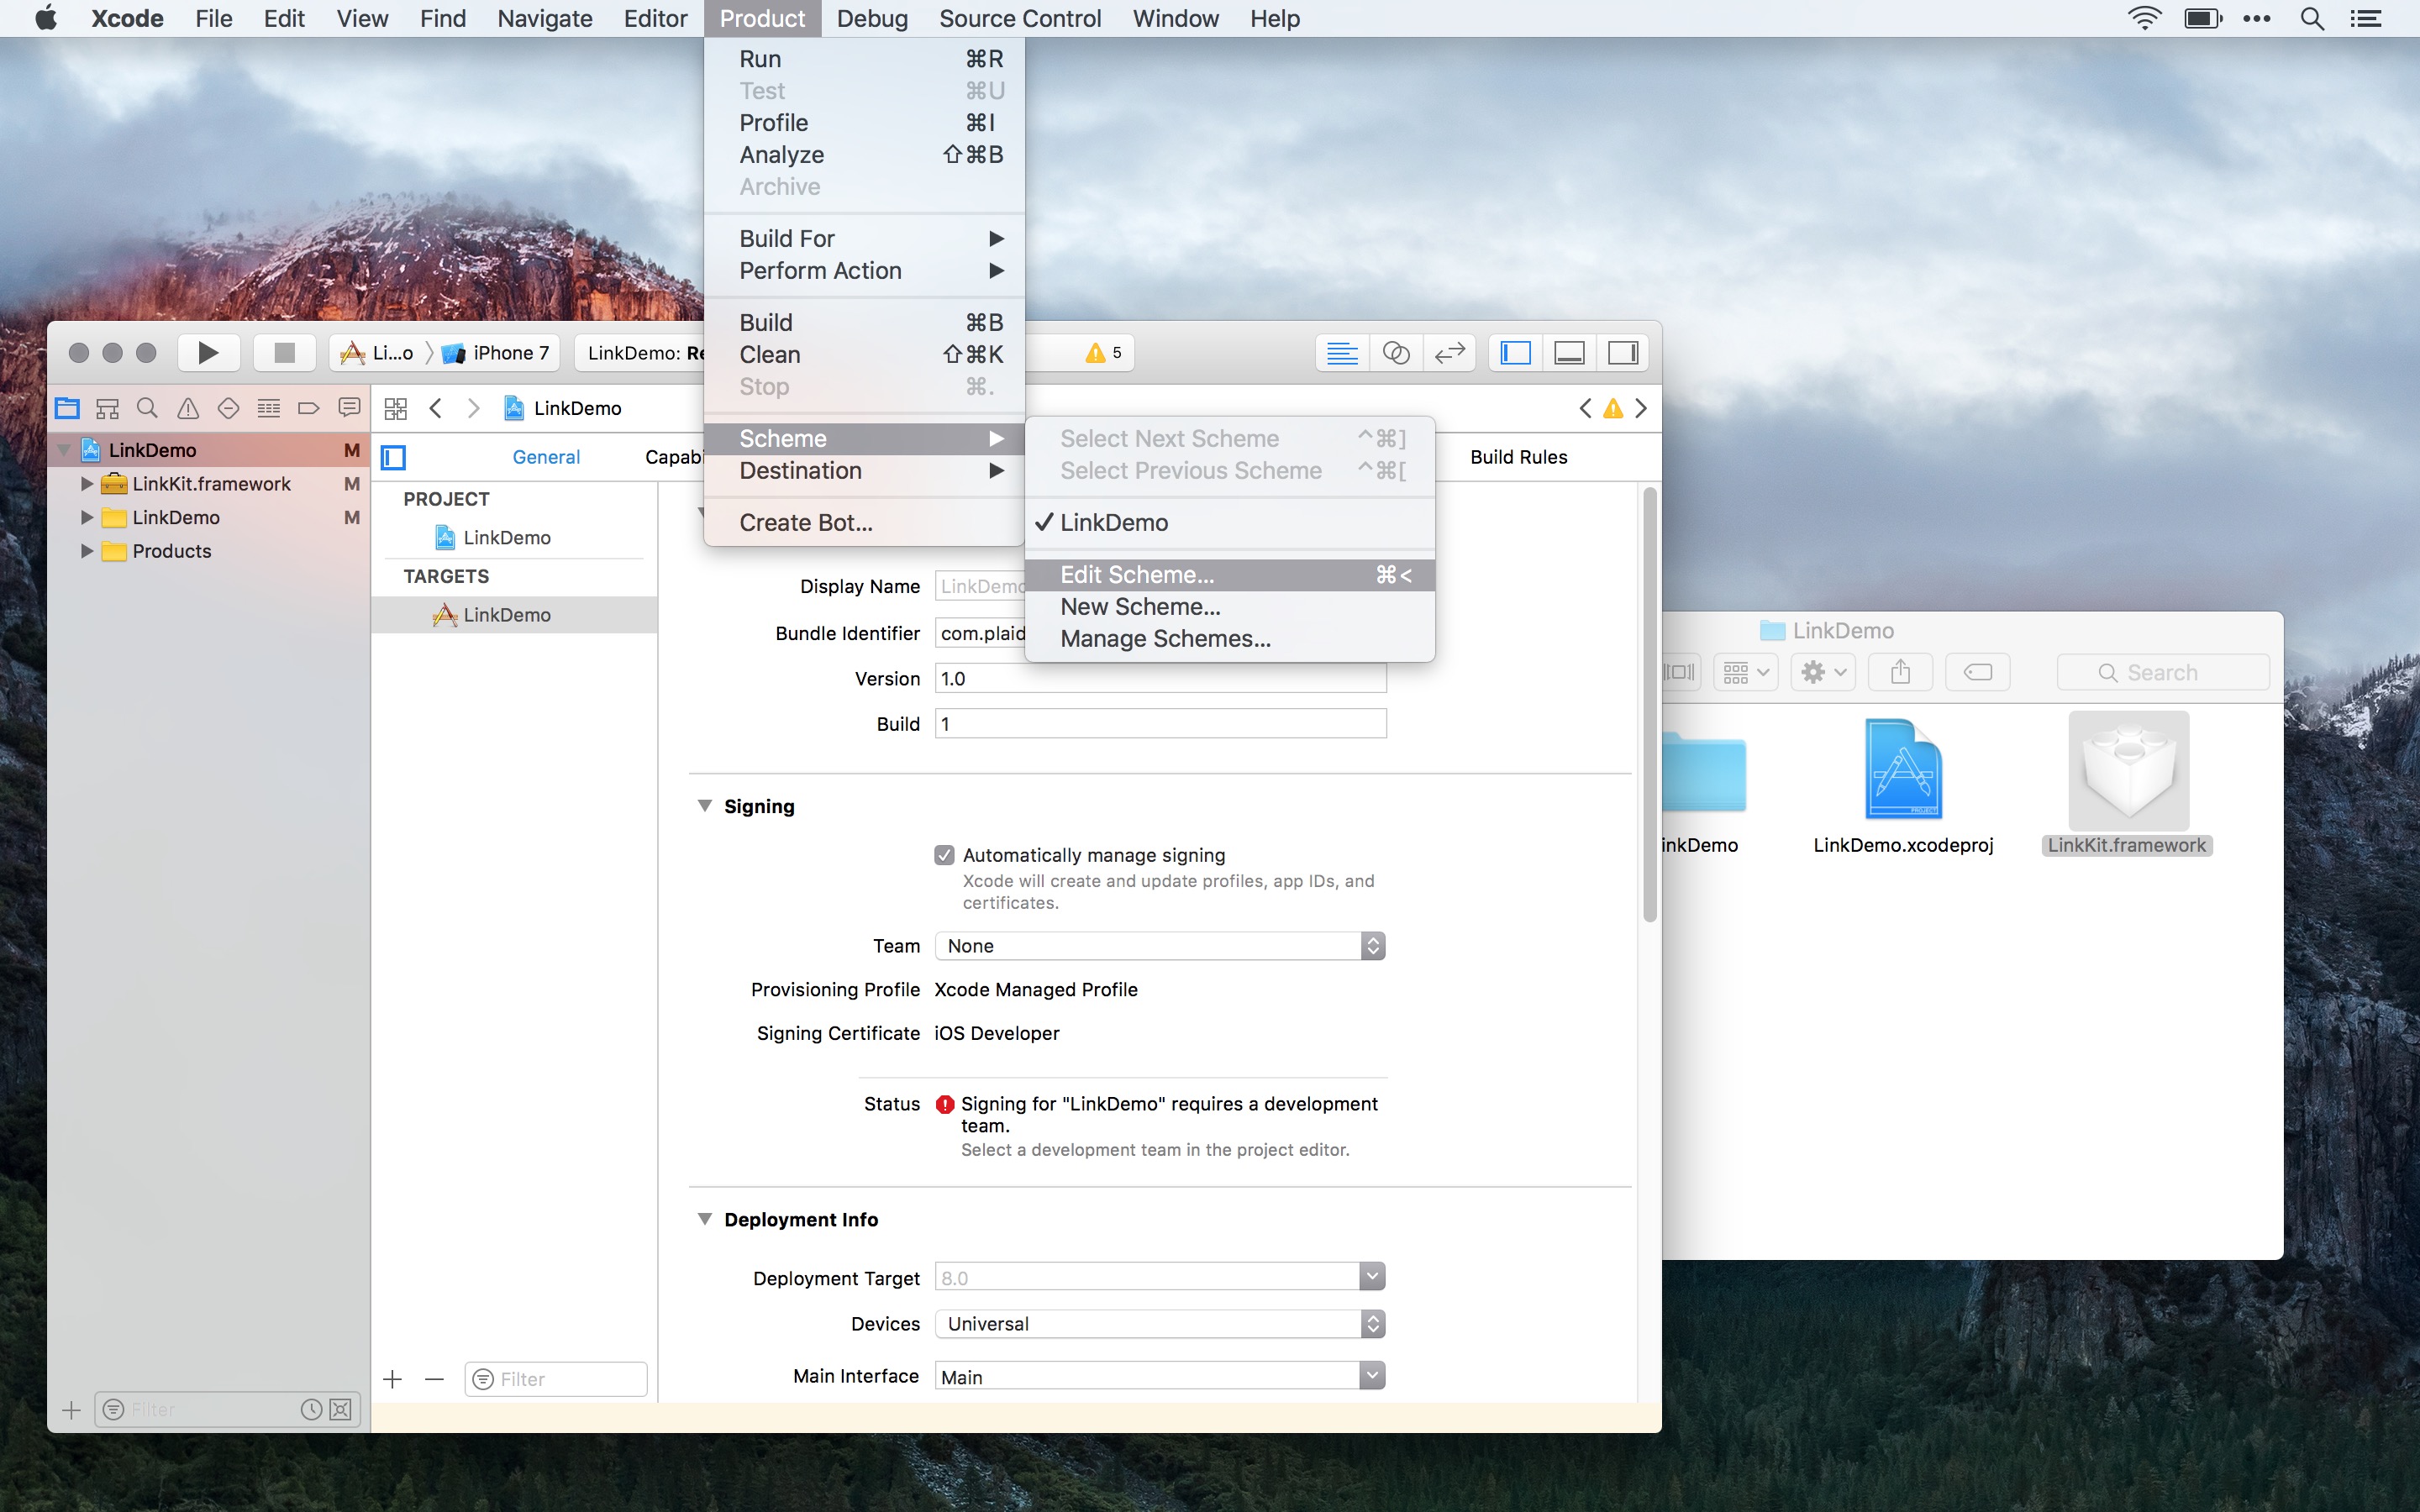 Xcode File Edit View Find Navigate Editor Product Debug Source Control Window Help
Run ⌘R
Test ⌘U
Profile ⌘I
Analyze ⇧⌘B
Archive
Build For
Perform Action
Build ⌘B
Clean ⇧⌘K
Stop ⌘.
Scheme
Destination
Create Bot...
Select Next Scheme ^⌘]
Select Previous Scheme ^⌘[
✓ LinkDemo
Edit Scheme... ⌘<
New Scheme...
Manage Schemes...
Li...o iPhone 7 LinkDemo: Re 5
LinkDemo
LinkDemo M
LinkKit.framework M
LinkDemo M
Products
General Capabi Build Rules
PROJECT
LinkDemo
TARGETS
LinkDemo
Display Name LinkDemo
Bundle Identifier com.plaid
Version 1.0
Build 1
Signing
Automatically manage signing
Xcode will create and update profiles, app IDs, and
certificates.
Team None
Provisioning Profile Xcode Managed Profile
Signing Certificate iOS Developer
Status Signing for "LinkDemo" requires a development
team.
Select a development team in the project editor.
Deployment Info
Deployment Target 8.0
Devices Universal
Main Interface Main
Filter
Filter
LinkDemo
Search
inkDemo
LinkDemo.xcodeproj
PROJECT
LinkKit.framework